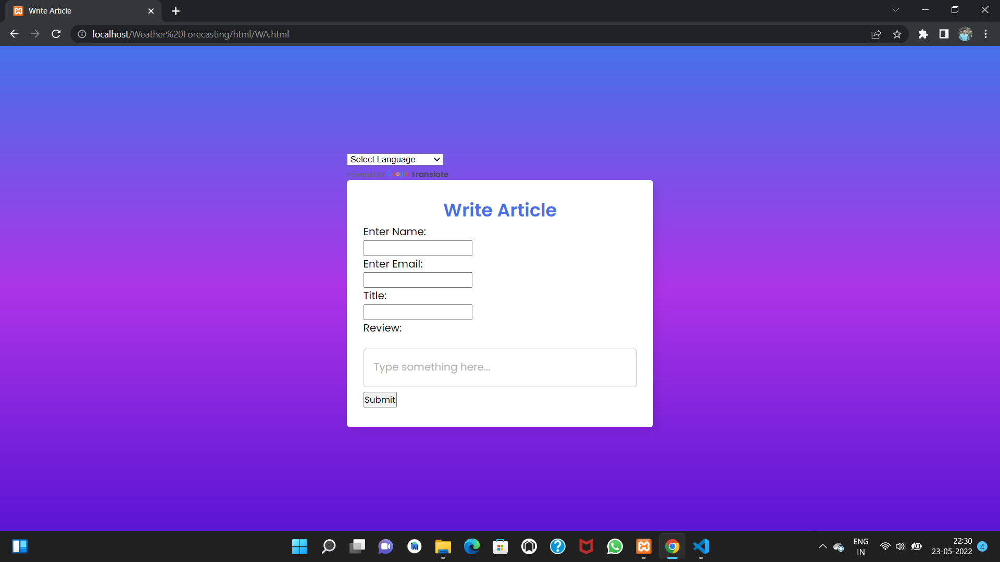 Write Article
localhost/Weather%20Forecasting/html/WA.html
Select Language
Powered by Google Translate
Write Article
Enter Name:
Enter Email:
Title:
Review:
Type something here...
Submit
ENG
IN
22:30
23-05-2022
4